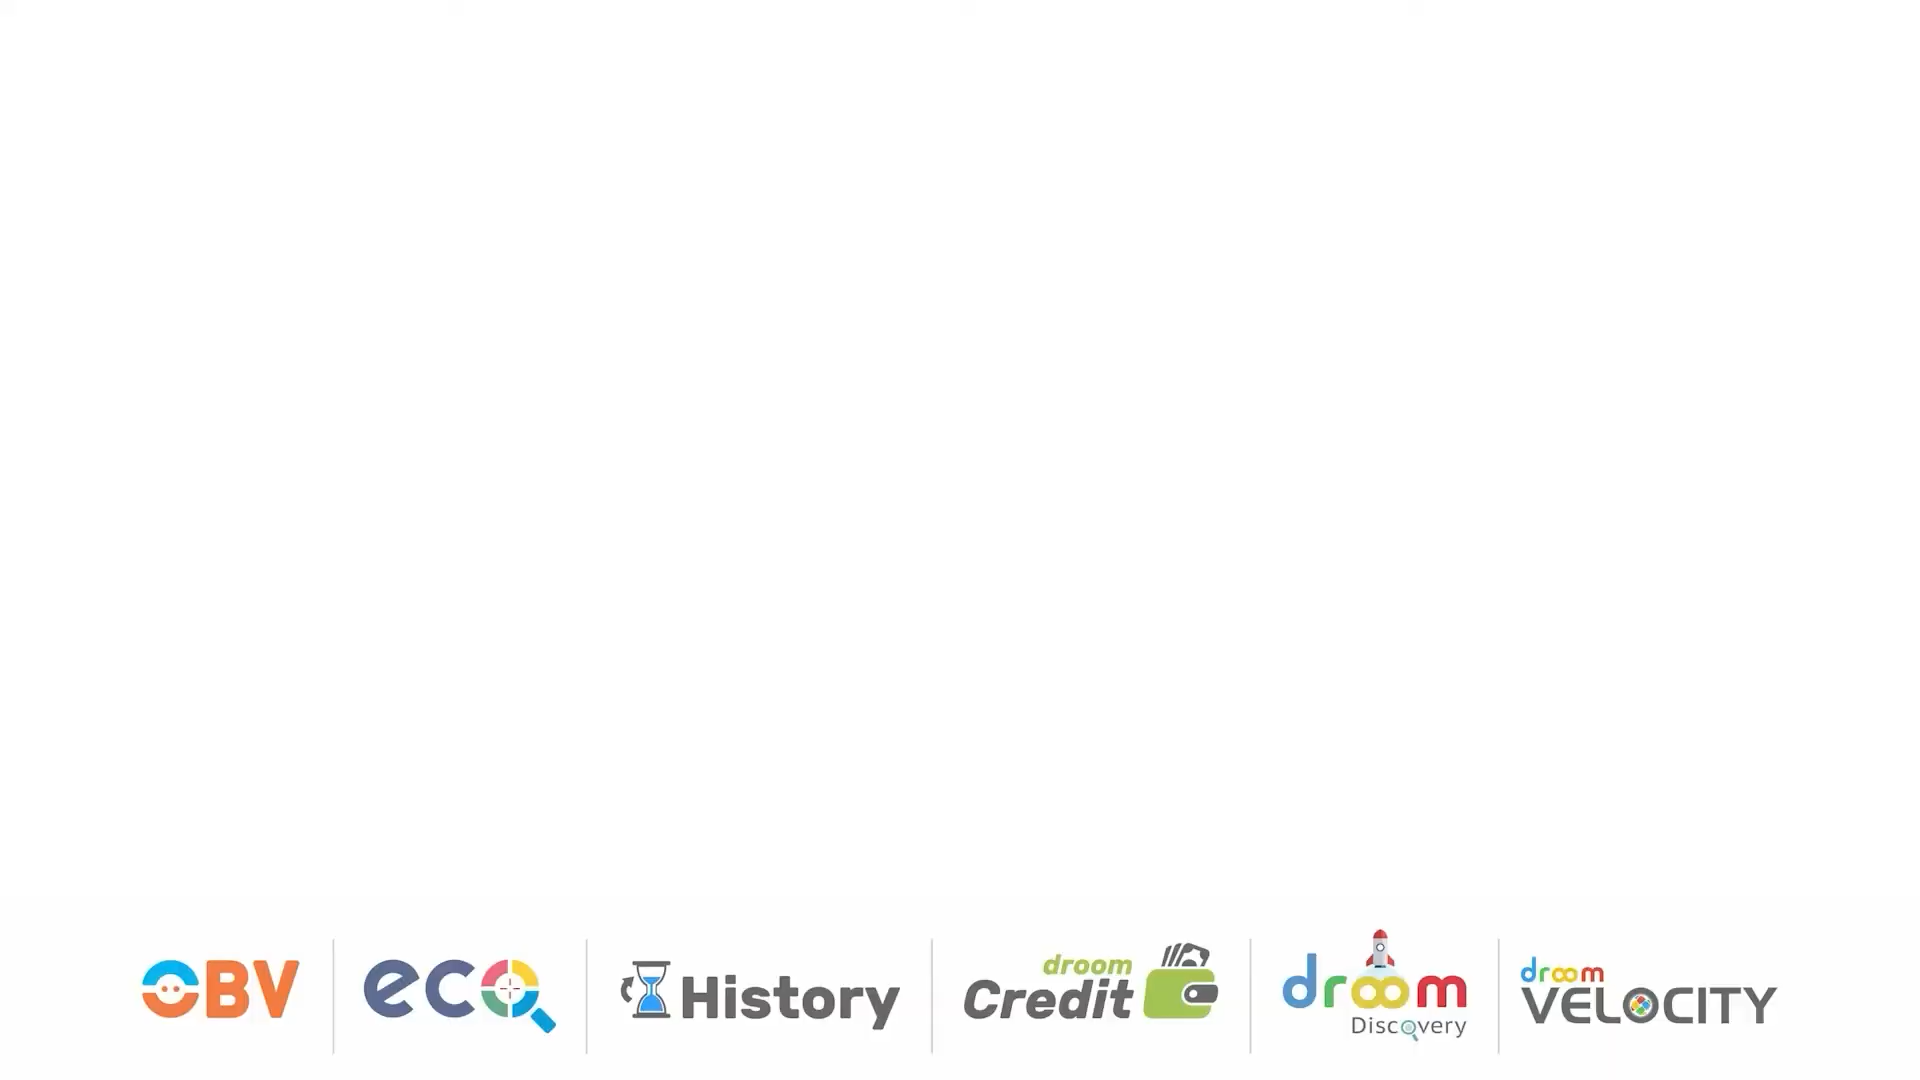 OBV
eco
History
droom
Credit
droom
Discovery
droom
VELOCITY